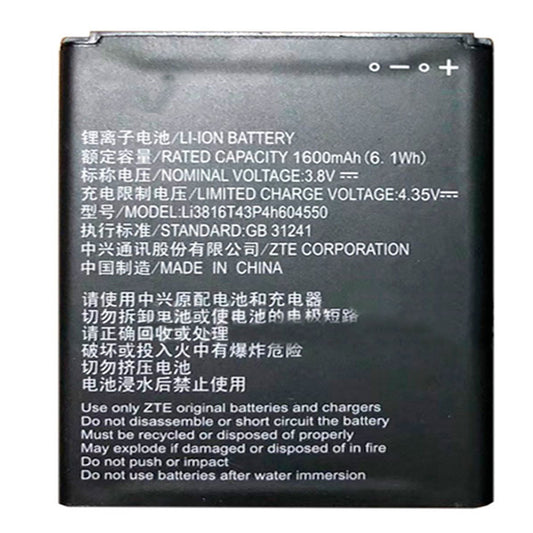 锂离子电池/LI-ION BATTERY
额定容量/RATED CAPACITY 1600mAh(6.1Wh)
标称电压/NOMINAL VOLTAGE:3.8V⎓
充电限制电压/LIMITED CHARGE VOLTAGE:4.35V⎓
型号/MODEL:Li3816T43P4h604550
执行标准/STANDARD:GB 31241
中兴通讯股份有限公司/ZTE CORPORATION
中国制造/MADE IN CHINA
请使用中兴原配电池和充电器
切勿拆卸电池或使电池的电极短路
请正确回收或处理
破坏或投入火中有爆炸危险
切勿挤压电池
电池浸水后禁止使用
Use only ZTE original batteries and chargers
Do not disassemble or short circuit the battery
Must be recycled or disposed of properly
May explode if damaged or disposed of in fire
Do not push or impact
Do not use batteries after water immersion